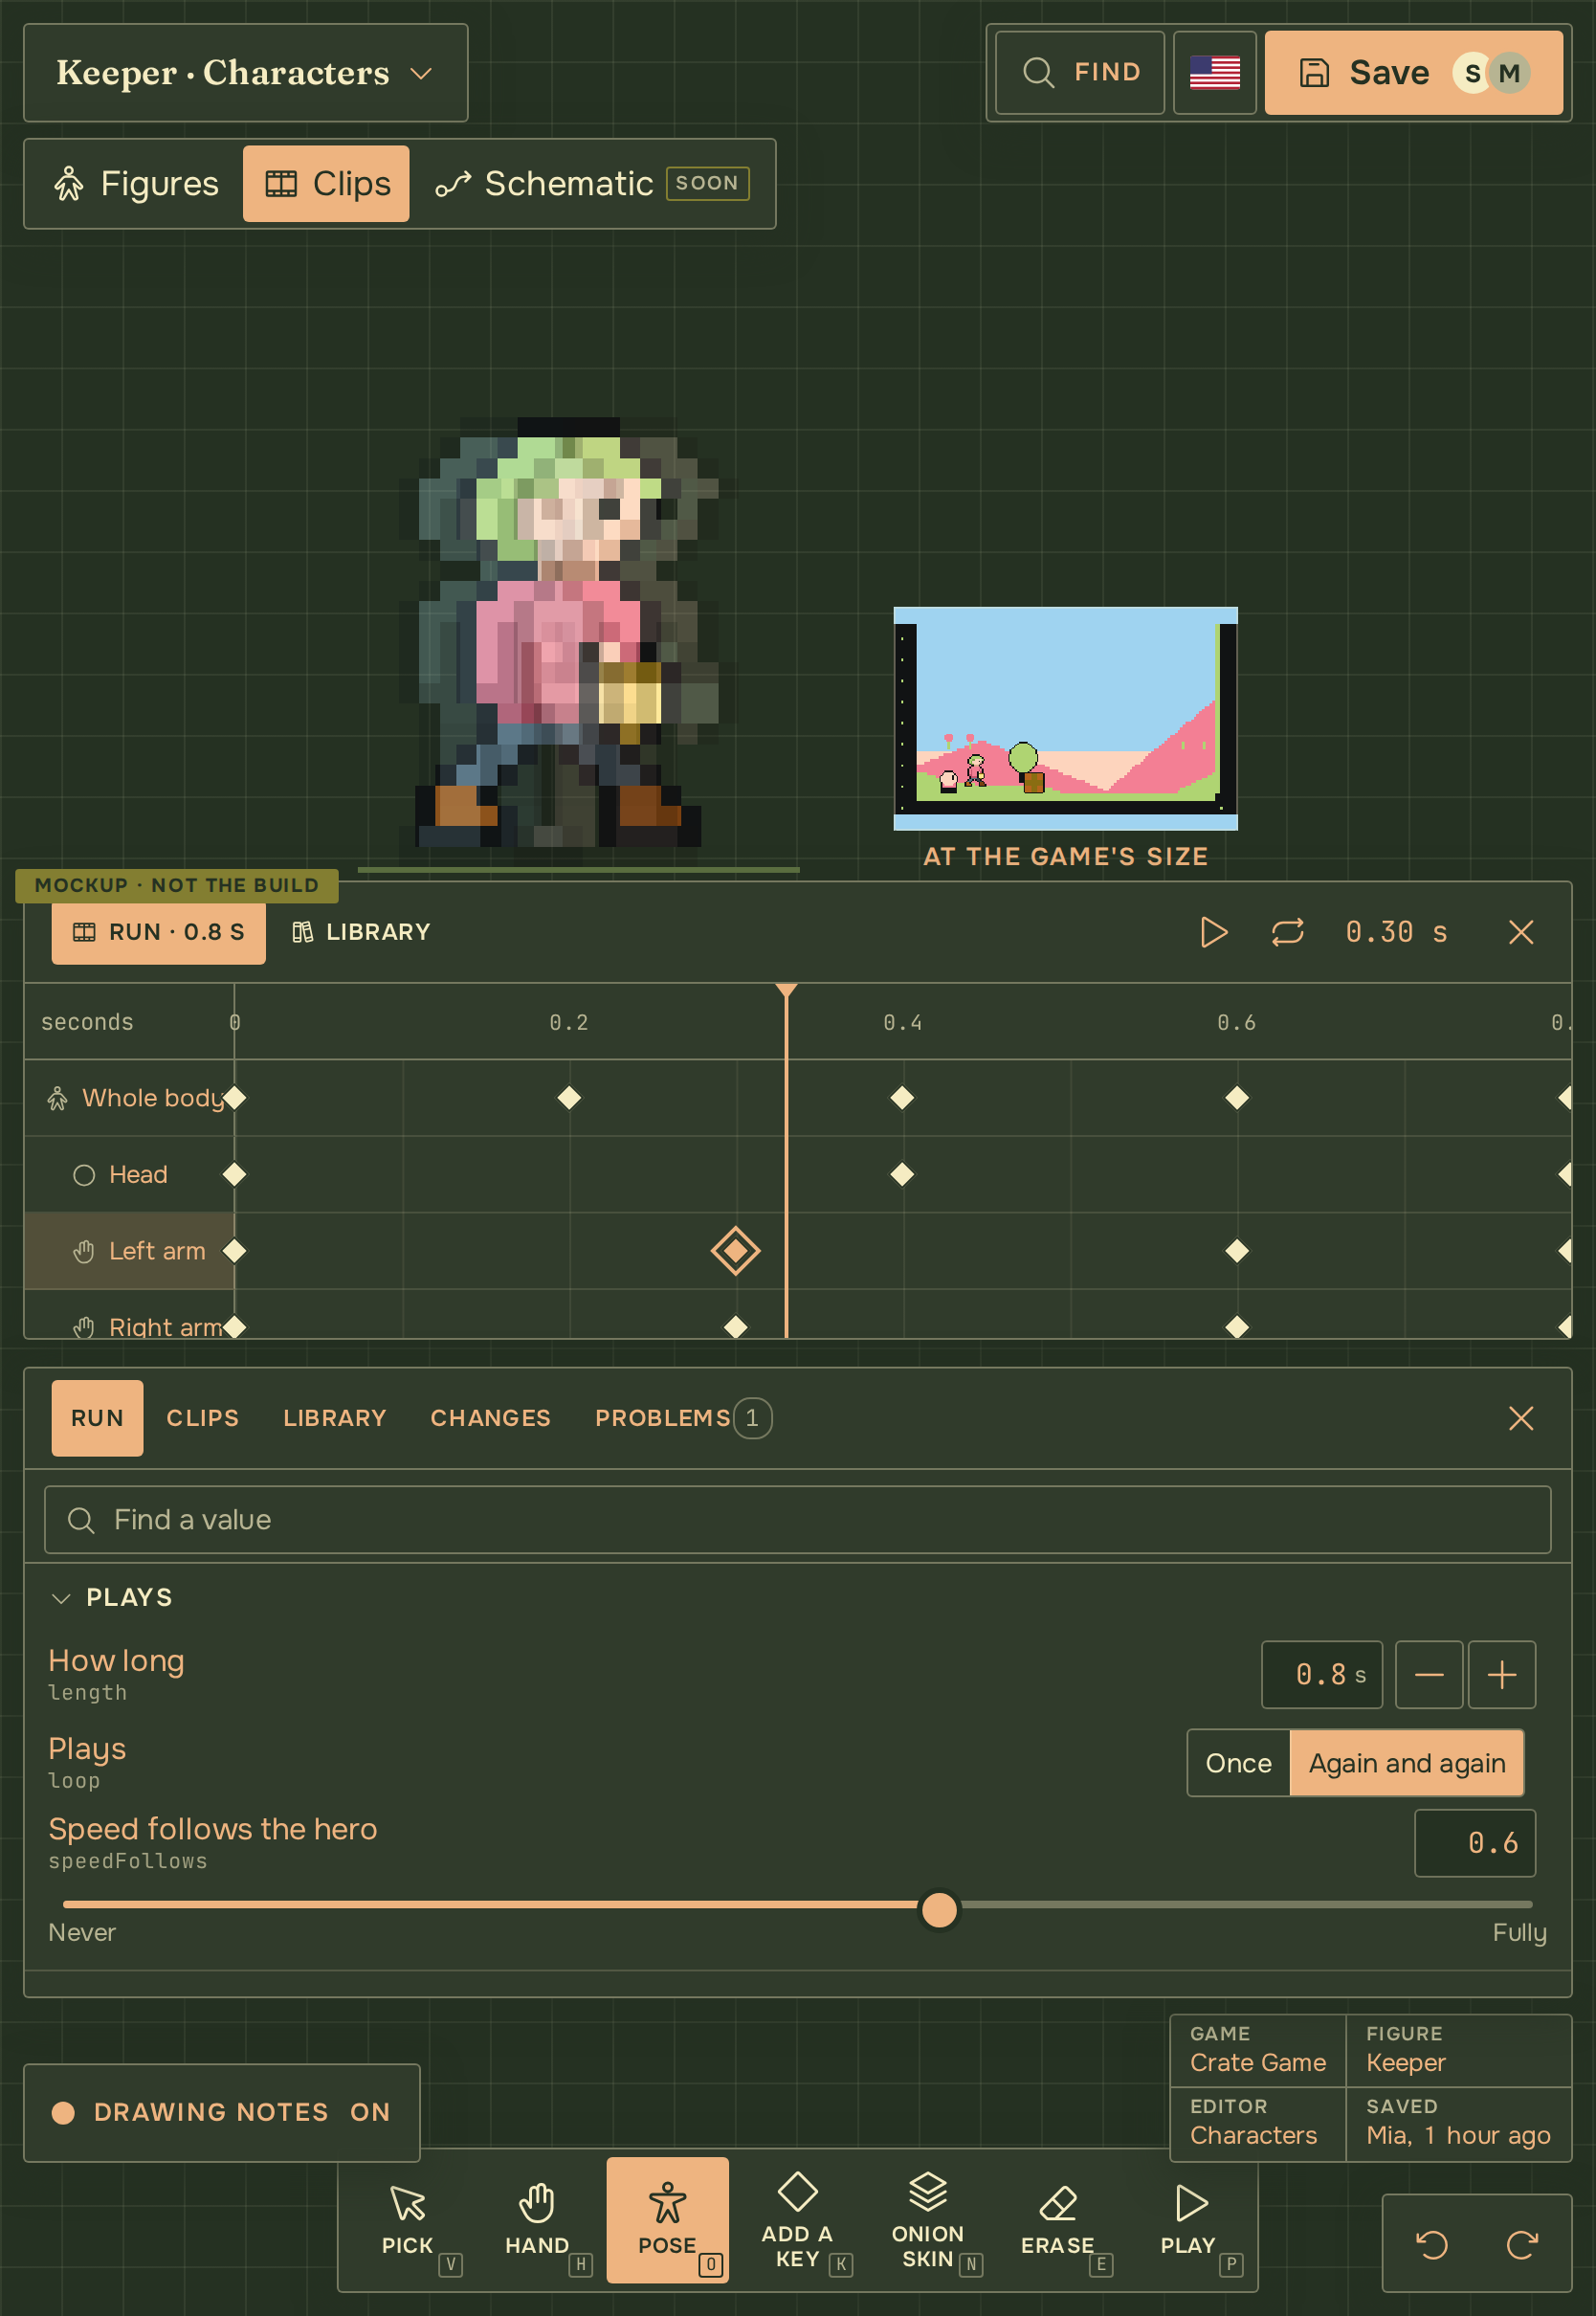 Keeper · Characters
FIND
Save
S
M
Figures
Clips
Schematic
SOON
AT THE GAME'S SIZE
MOCKUP · NOT THE BUILD
RUN · 0.8 S
LIBRARY
0.30 s
seconds
0
0.2
0.4
0.6
0.
Whole body
Head
Left arm
Right arm
RUN
CLIPS
LIBRARY
CHANGES
PROBLEMS
1
Find a value
PLAYS
How long
length
0.8 s
Plays
loop
Once
Again and again
Speed follows the hero
speedFollows
0.6
Never
Fully
GAME
Crate Game
FIGURE
Keeper
EDITOR
Characters
SAVED
Mia, 1 hour ago
DRAWING NOTES ON
PICK
V
HAND
H
POSE
O
ADD A
KEY
K
ONION
SKIN
N
ERASE
E
PLAY
P